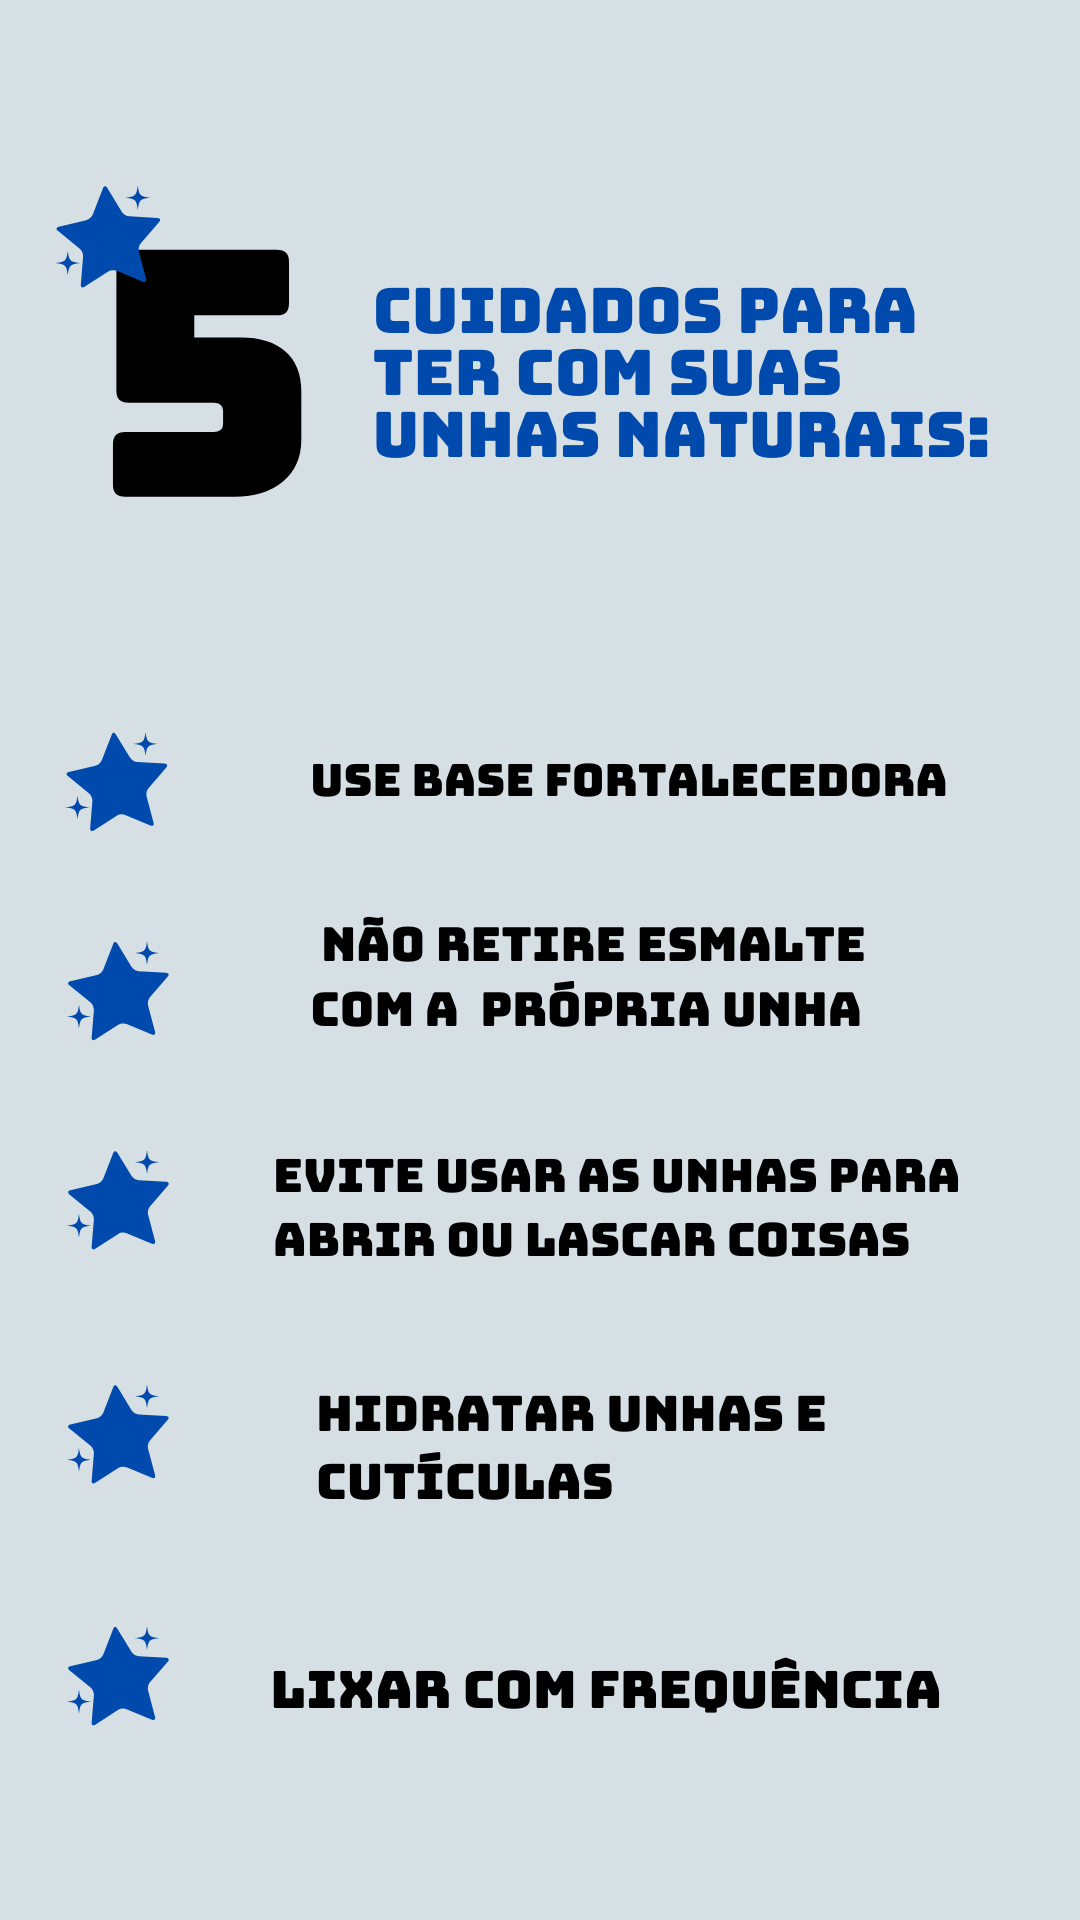 5
CUIDADOS PARA
TER COM SUAS
UNHAS NATURAIS:
USE BASE FORTALECEDORA
NÃO RETIRE ESMALTE
COM A PRÓPRIA UNHA
EVITE USAR AS UNHAS PARA
ABRIR OU LASCAR COISAS
HIDRATAR UNHAS E
CUTÍCULAS
LIXAR COM FREQUÊNCIA